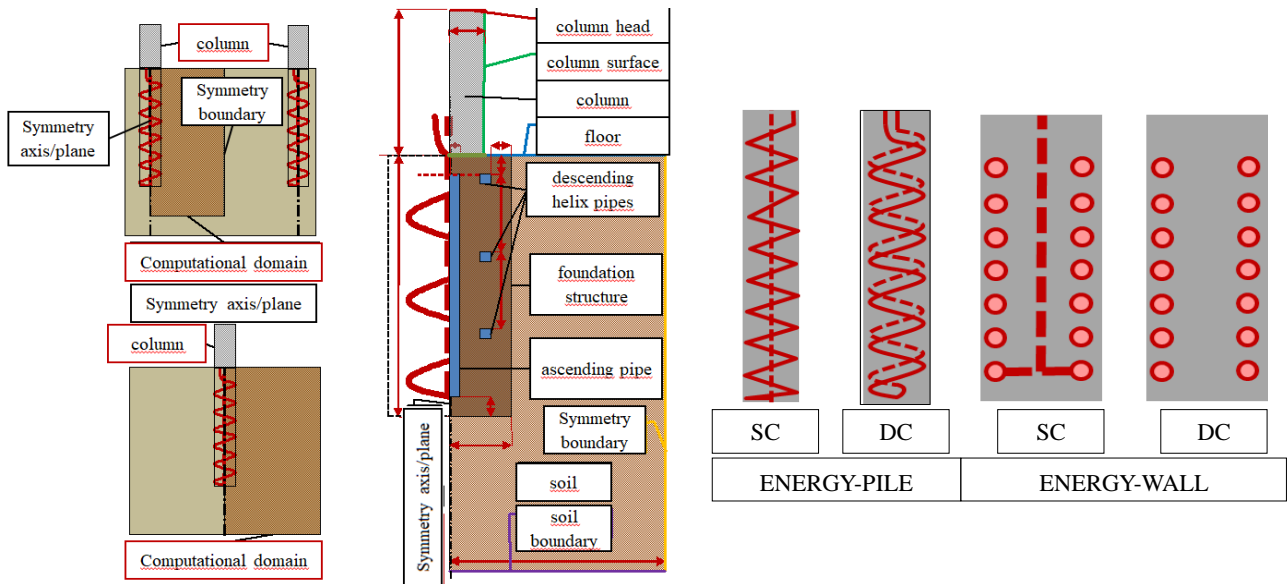 column
Symmetry
boundary
Symmetry
axis/plane
Computational domain
Symmetry axis/plane
column
Computational domain
column head
column surface
column
floor
descending
helix pipes
foundation
structure
ascending pipe
Symmetry
boundary
soil
soil
boundary
Symmetry axis/plane
SC
DC
SC
DC
ENERGY-PILE
ENERGY-WALL